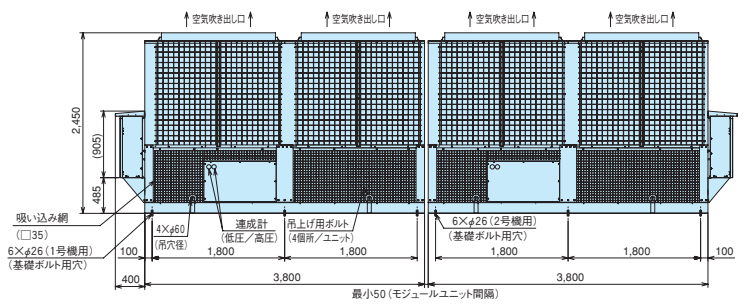 空気吹き出し口
空気吹き出し口
空気吹き出し口
空気吹き出し口
2,450
(905)
485
吸い込み網
(□35)
6×φ26(1号機用)
(基礎ボルト用穴)
4×φ60
(吊穴径)
連成計
(低圧/高圧)
吊上げ用ボルト
(4個所/ユニット)
6×φ26(2号機用)
(基礎ボルト用穴)
100
1,800
1,800
1,800
1,800
100
400
3,800
3,800
最小50(モジュールユニット間隔)